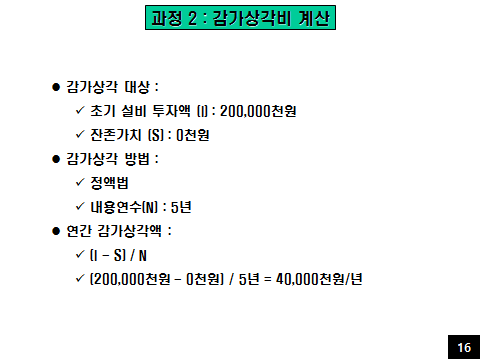 과정 2 : 감가상각비 계산
● 감가상각 대상 :
✓ 초기 설비 투자액 (I) : 200,000천원
✓ 잔존가치 (S) : 0천원
● 감가상각 방법 :
✓ 정액법
✓ 내용연수(N) : 5년
● 연간 감가상각액 :
✓ (I – S) / N
✓ (200,000천원 – 0천원) / 5년 = 40,000천원/년
16